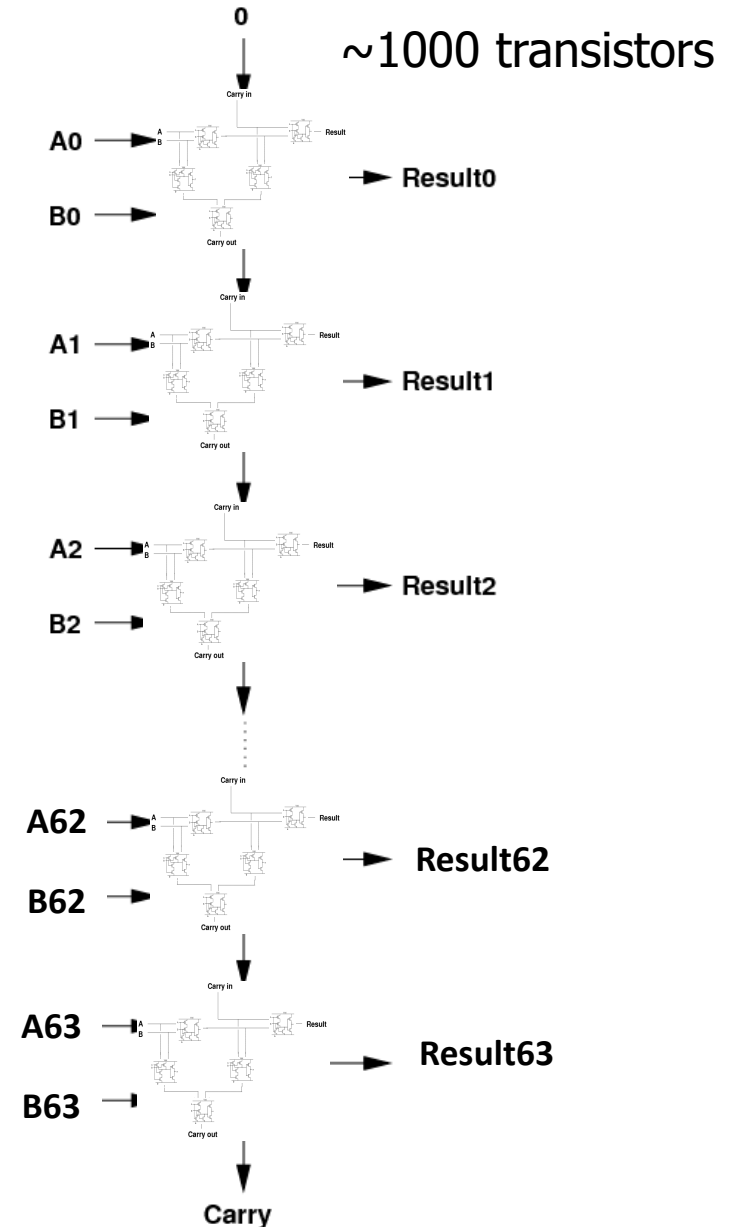 0
~1000 transistors
Carry in
A0
A
B
Result
Result0
B0
Carry out
Carry in
A1
A
B
Result
Result1
B1
Carry out
Carry in
A2
A
B
Result
Result2
B2
Carry out
Carry in
A62
A
B
Result
Result62
B62
Carry out
Carry in
A63
A
B
Result
Result63
B63
Carry out
Carry